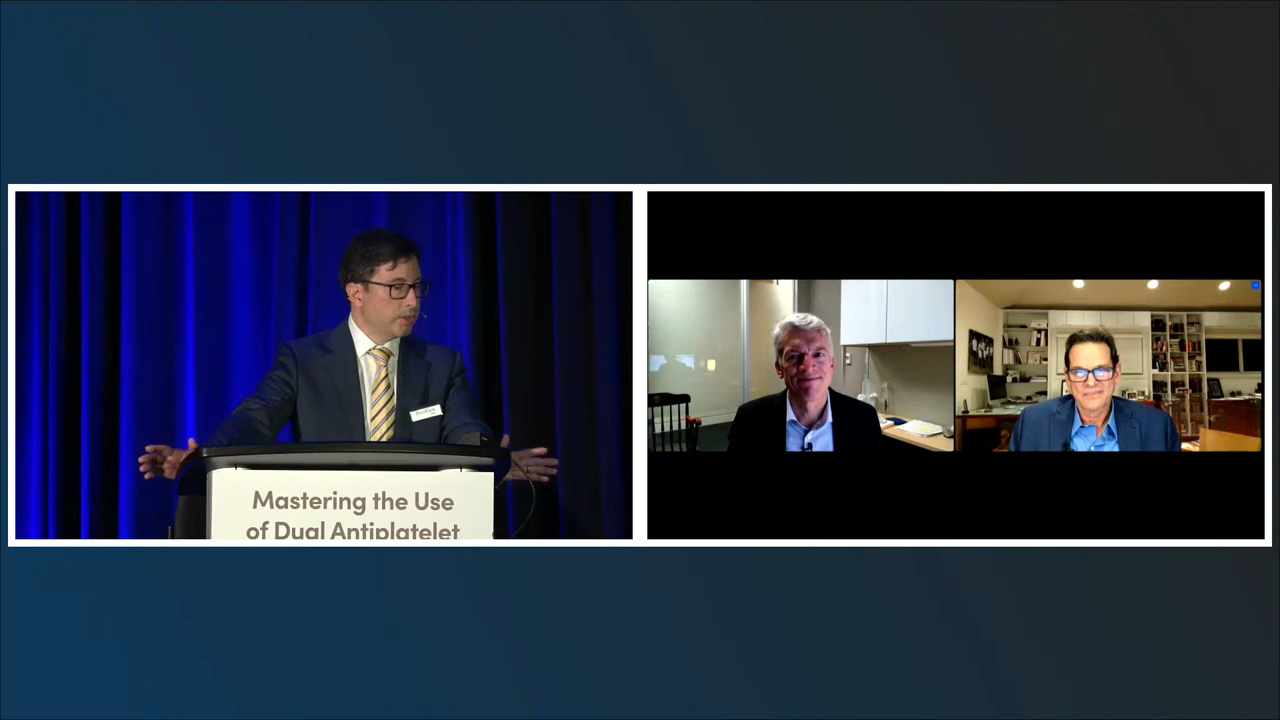 Mastering the Use
of Dual Antiplatelet